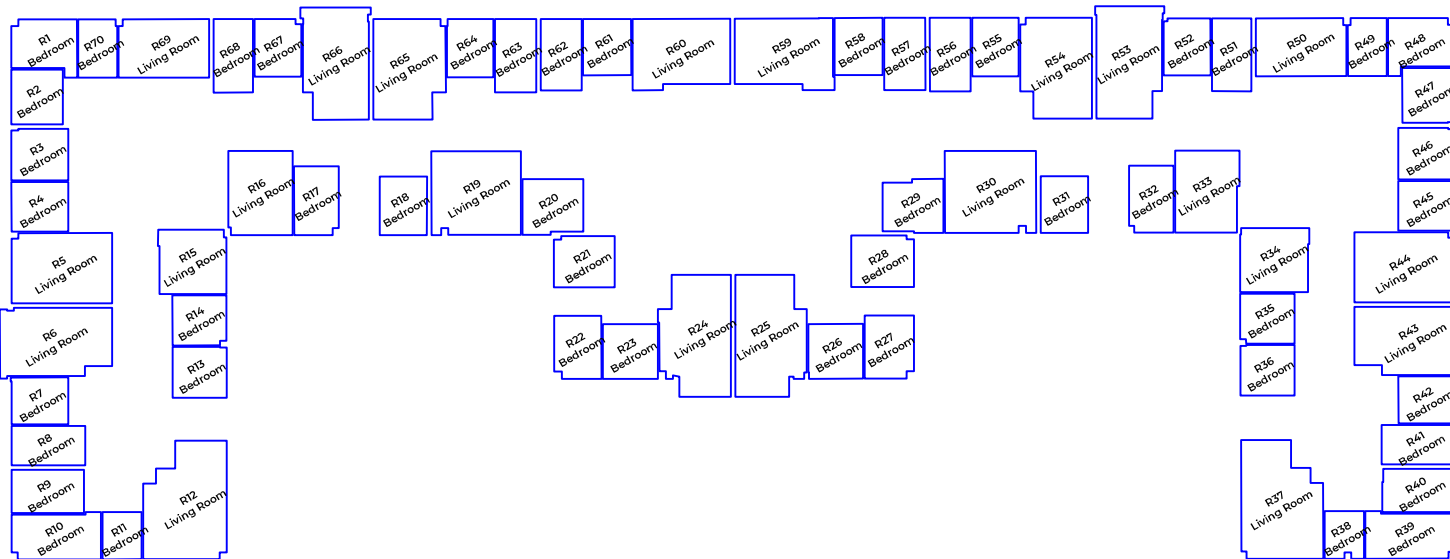 R1
Bedroom
R70
Bedroom
R69
Living Room
R68
Bedroom
R67
Bedroom
R66
Living Room
R65
Living Room
R64
Bedroom
R63
Bedroom
R62
Bedroom
R61
Bedroom
R60
Living Room
R59
Living Room
R58
Bedroom
R57
Bedroom
R56
Bedroom
R55
Bedroom
R54
Living Room
R53
Living Room
R52
Bedroom
R51
Bedroom
R50
Living Room
R49
Bedroom
R48
Bedroom
R2
Bedroom
R47
Bedroom
R3
Bedroom
R46
Bedroom
R4
Bedroom
R16
Living Room
R17
Bedroom
R18
Bedroom
R19
Living Room
R20
Bedroom
R29
Bedroom
R30
Living Room
R31
Bedroom
R32
Bedroom
R33
Living Room
R45
Bedroom
R5
Living Room
R15
Living Room
R21
Bedroom
R28
Bedroom
R34
Living Room
R44
Living Room
R6
Living Room
R14
Bedroom
R22
Bedroom
R23
Bedroom
R24
Living Room
R25
Living Room
R26
Bedroom
R27
Bedroom
R35
Bedroom
R43
Living Room
R13
Bedroom
R36
Bedroom
R7
Bedroom
R42
Bedroom
R8
Bedroom
R41
Bedroom
R9
Bedroom
R12
Living Room
R37
Living Room
R40
Bedroom
R10
Bedroom
R11
Bedroom
R38
Bedroom
R39
Bedroom